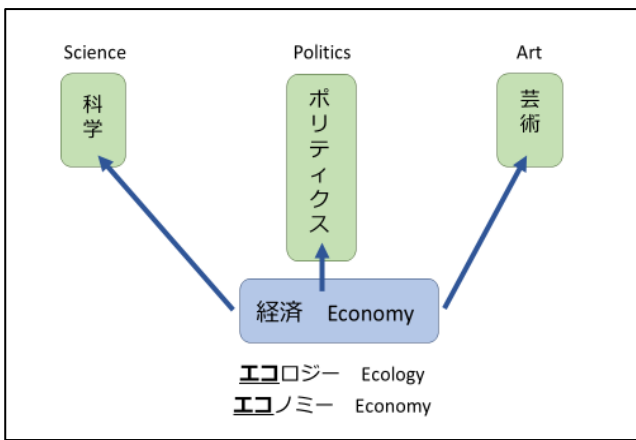 Science
Politics
Art
科学
ポリティクス
芸術
経済　Economy
エコロジー　Ecology
エコノミー　Economy